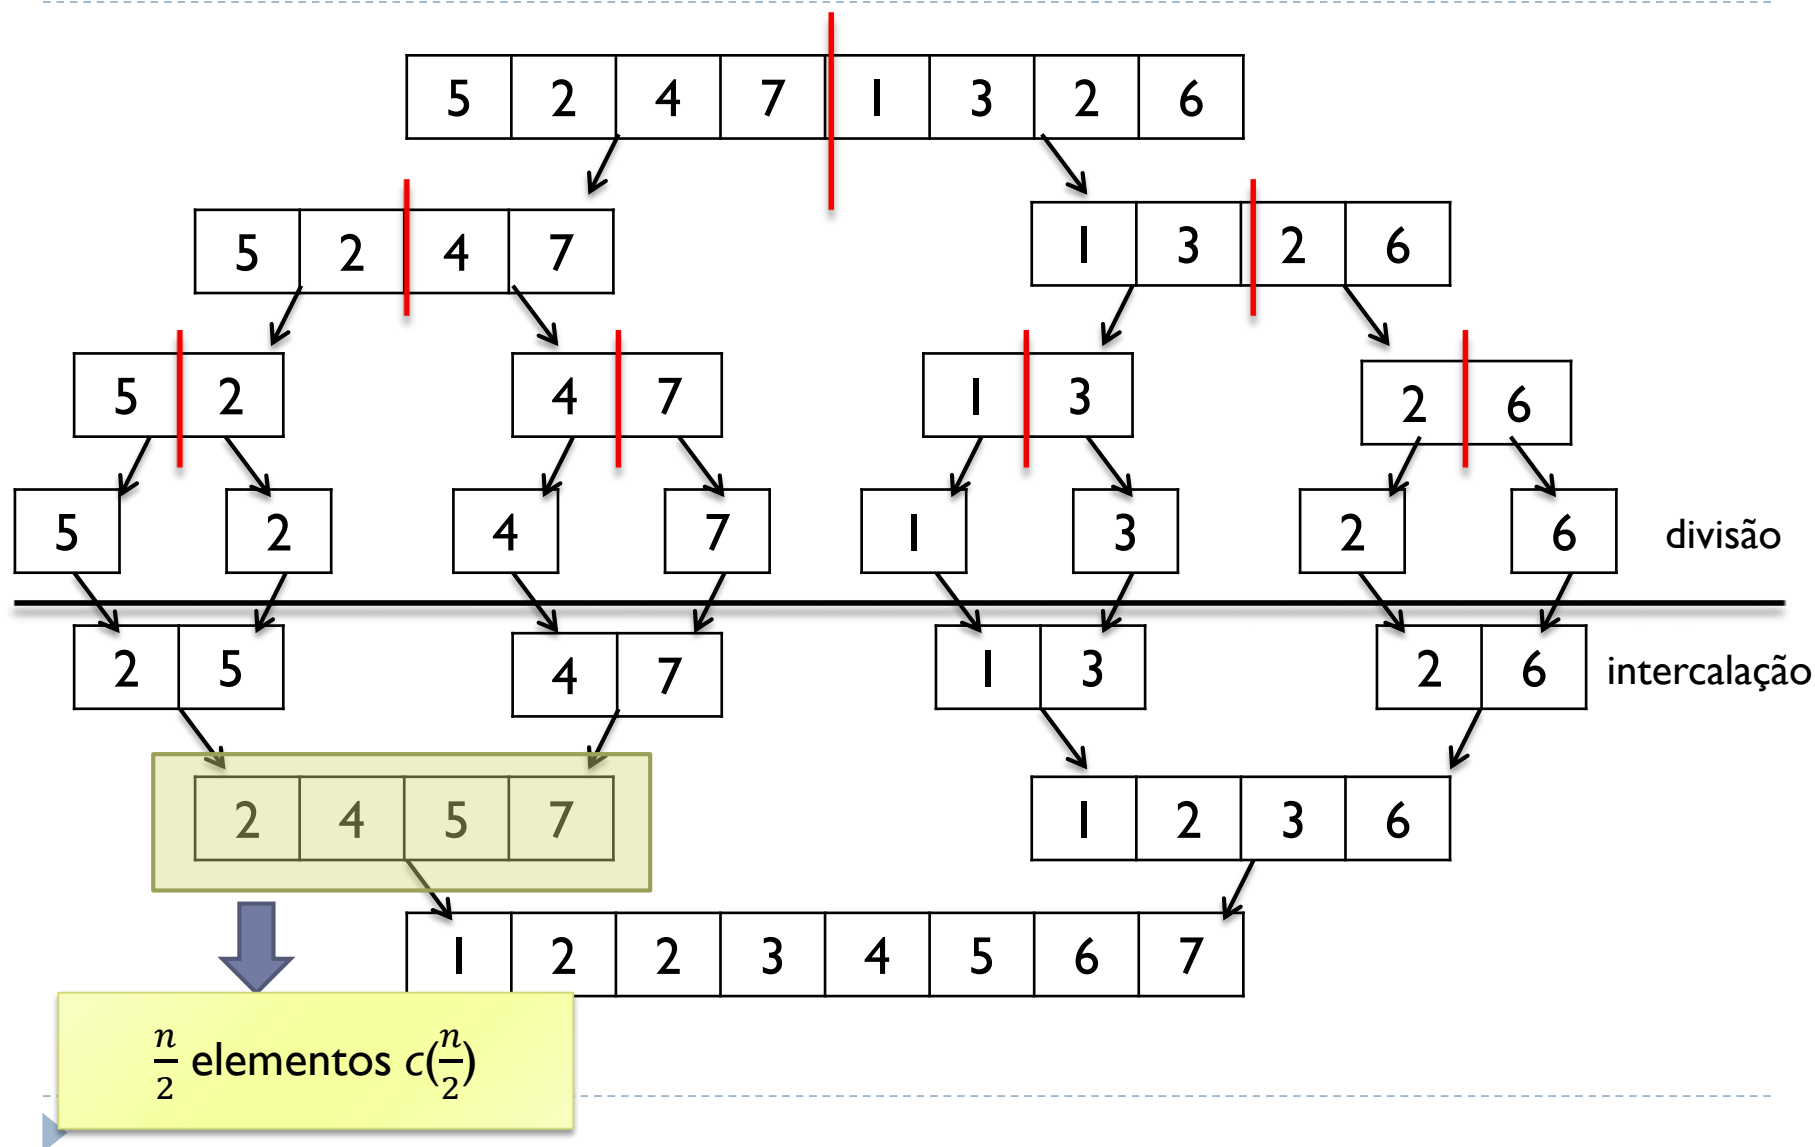 5 2 4 7 1 3 2 6
5 2 4 7 1 3 2 6
5 2 4 7 1 3 2 6
5 2 4 7 1 3 2 6 divisão
2 5 4 7 1 3 2 6 intercalação
2 4 5 7 1 2 3 6
1 2 2 3 4 5 6 7
n/2 elementos c(n/2)